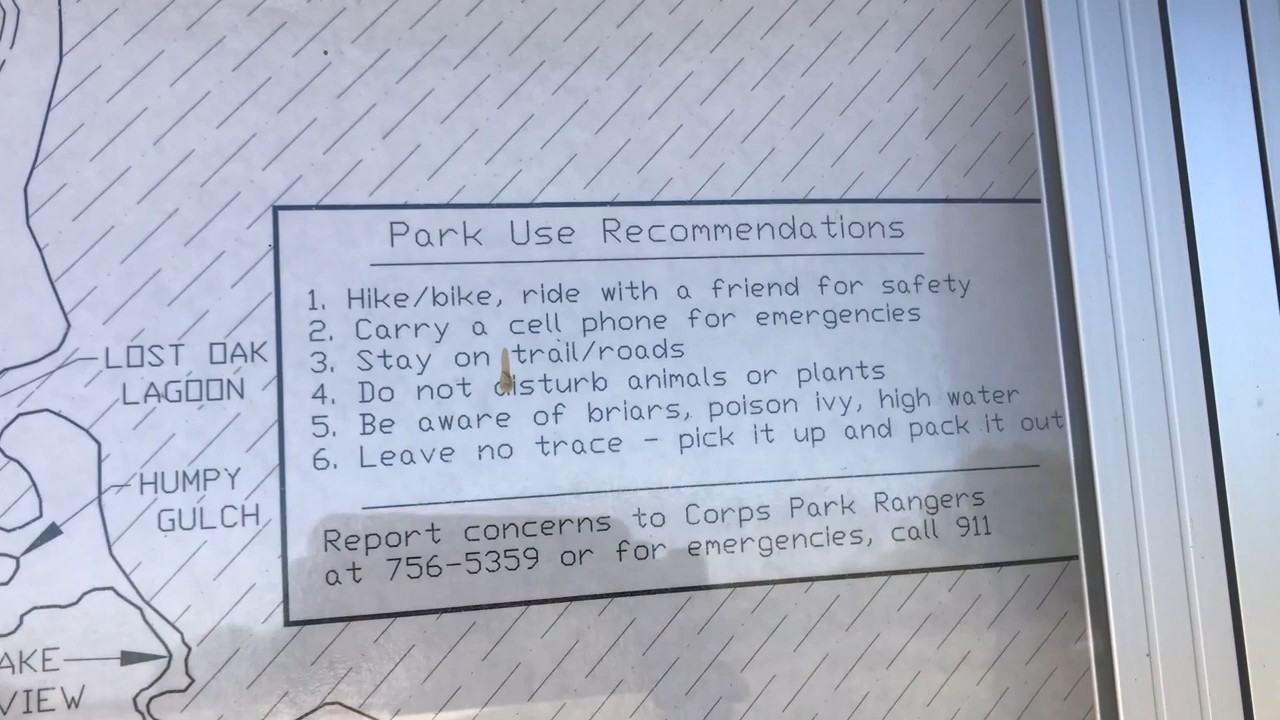 Park Use Recommendations
1. Hike/bike, ride with a friend for safety
2. Carry a cell phone for emergencies
3. Stay on trail/roads
4. Do not disturb animals or plants
5. Be aware of briars, poison ivy, high water
6. Leave no trace - pick it up and pack it out
Report concerns to Corps Park Rangers
at 756-5359 or for emergencies, call 911
LOST OAK
LAGOON
HUMPY
GULCH
AKE
VIEW